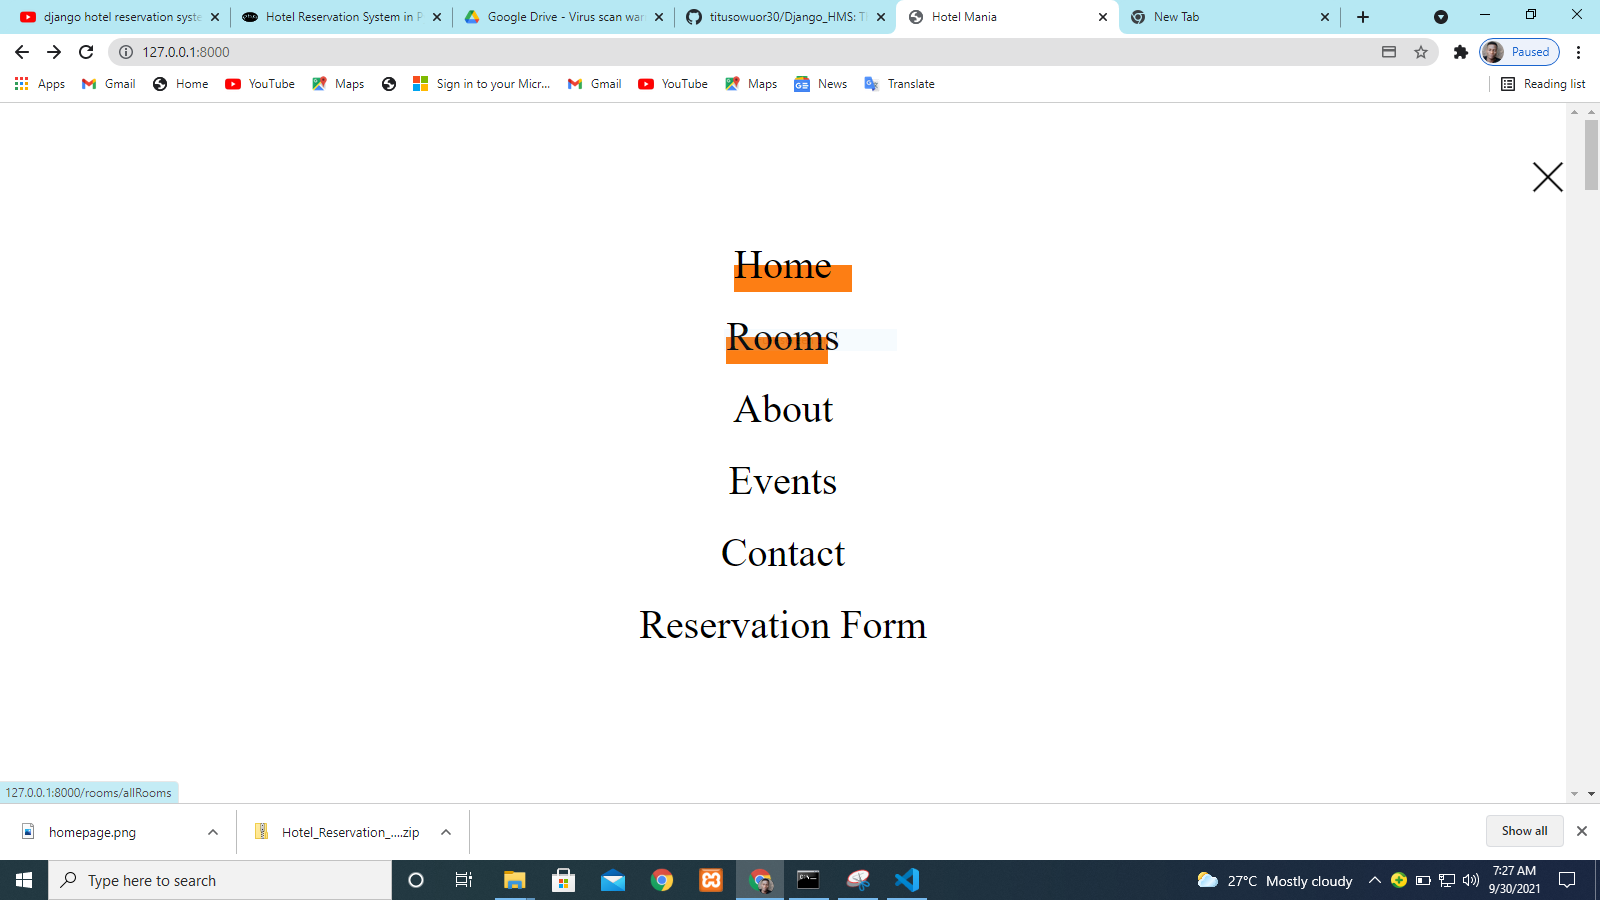 django hotel reservation syste
Hotel Reservation System in P
Google Drive - Virus scan war
titusowuor30/Django_HMS: Th
Hotel Mania
New Tab
127.0.0.1:8000
Paused
Apps
Gmail
Home
YouTube
Maps
Sign in to your Micr...
Gmail
YouTube
Maps
News
Translate
Reading list
Home
Rooms
About
Events
Contact
Reservation Form
127.0.0.1:8000/rooms/allRooms
homepage.png
Hotel_Reservation_....zip
Show all
Type here to search
27°C Mostly cloudy
7:27 AM
9/30/2021